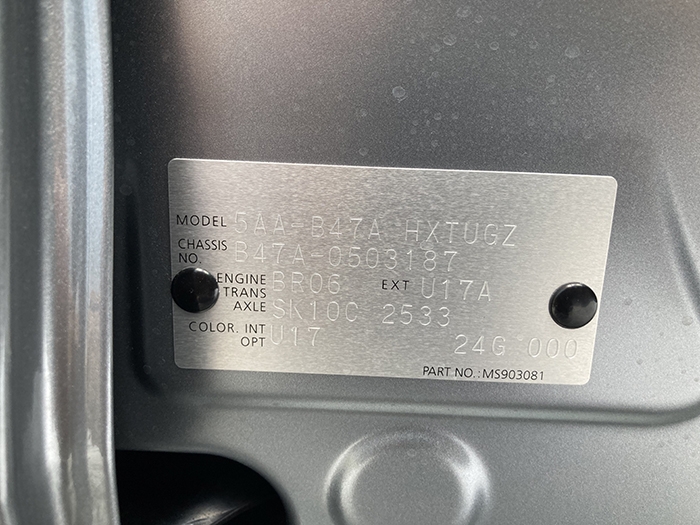 MODEL 5AA-B47A HXTUGZ
CHASSIS NO. B47A-0503187
ENGINE BR06 EXT U17A
TRANS AXLE SK10C 2533
COLOR. INT U17
OPT 24G 000
PART NO.: MS903081